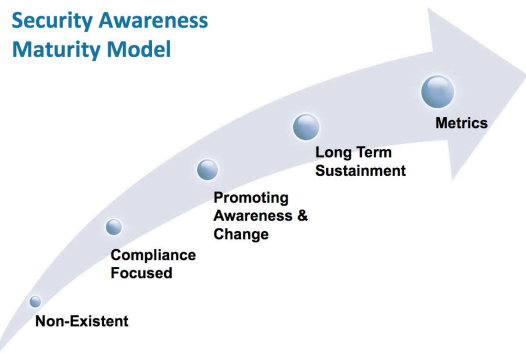 Security Awareness
Maturity Model
Metrics
Long Term
Sustainment
Promoting
Awareness &
Change
Compliance
Focused
Non-Existent